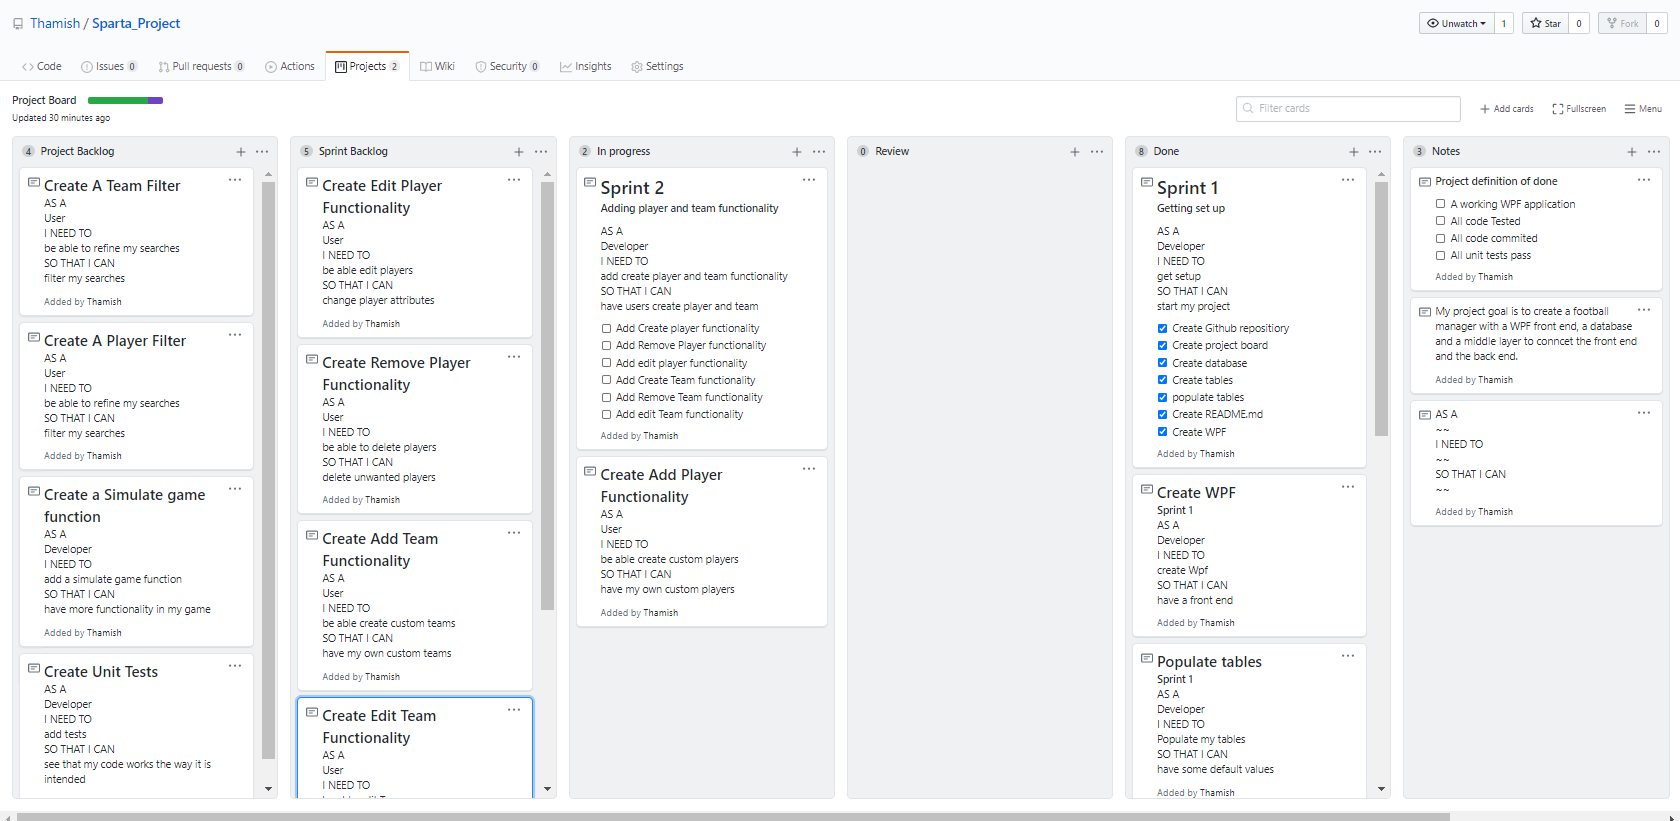 Thamish / Sparta_Project
Unwatch 1 Star 0 Fork 0
Code Issues 0 Pull requests 0 Actions Projects 2 Wiki Security 0 Insights Settings
Project Board
Updated 30 minutes ago
Filter cards
Add cards Fullscreen Menu
4 Project Backlog
Create A Team Filter
AS A
User
I NEED TO
be able to refine my searches
SO THAT I CAN
filter my searches
Added by Thamish
Create A Player Filter
AS A
User
I NEED TO
be able to refine my searches
SO THAT I CAN
filter my searches
Added by Thamish
Create a Simulate game
function
AS A
Developer
I NEED TO
add a simulate game function
SO THAT I CAN
have more functionality in my game
Added by Thamish
Create Unit Tests
AS A
Developer
I NEED TO
add tests
SO THAT I CAN
see that my code works the way it is
intended
5 Sprint Backlog
Create Edit Player
Functionality
AS A
User
I NEED TO
be able edit players
SO THAT I CAN
change player attributes
Added by Thamish
Create Remove Player
Functionality
AS A
User
I NEED TO
be able to delete players
SO THAT I CAN
delete unwanted players
Added by Thamish
Create Add Team
Functionality
AS A
User
I NEED TO
be able create custom teams
SO THAT I CAN
have my own custom teams
Added by Thamish
Create Edit Team
Functionality
AS A
User
I NEED TO
2 In progress
Sprint 2
Adding player and team functionality
AS A
Developer
I NEED TO
add create player and team functionality
SO THAT I CAN
have users create player and team
Add Create player functionality
Add Remove Player functionality
Add edit player functionality
Add Create Team functionality
Add Remove Team functionality
Add edit Team functionality
Added by Thamish
Create Add Player
Functionality
AS A
User
I NEED TO
be able create custom players
SO THAT I CAN
have my own custom players
Added by Thamish
0 Review
8 Done
Sprint 1
Getting set up
AS A
Developer
I NEED TO
get setup
SO THAT I CAN
start my project
Create Github repositiory
Create project board
Create database
Create tables
populate tables
Create README.md
Create WPF
Added by Thamish
Create WPF
Sprint 1
AS A
Developer
I NEED TO
create Wpf
SO THAT I CAN
have a front end
Added by Thamish
Populate tables
Sprint 1
AS A
Developer
I NEED TO
Populate my tables
SO THAT I CAN
have some default values
Added by Thamish
3 Notes
Project definition of done
A working WPF application
All code Tested
All code commited
All unit tests pass
Added by Thamish
My project goal is to create a football
manager with a WPF front end, a database
and a middle layer to conncet the front end
and the back end.
Added by Thamish
AS A
~~
I NEED TO
~~
SO THAT I CAN
~~
Added by Thamish